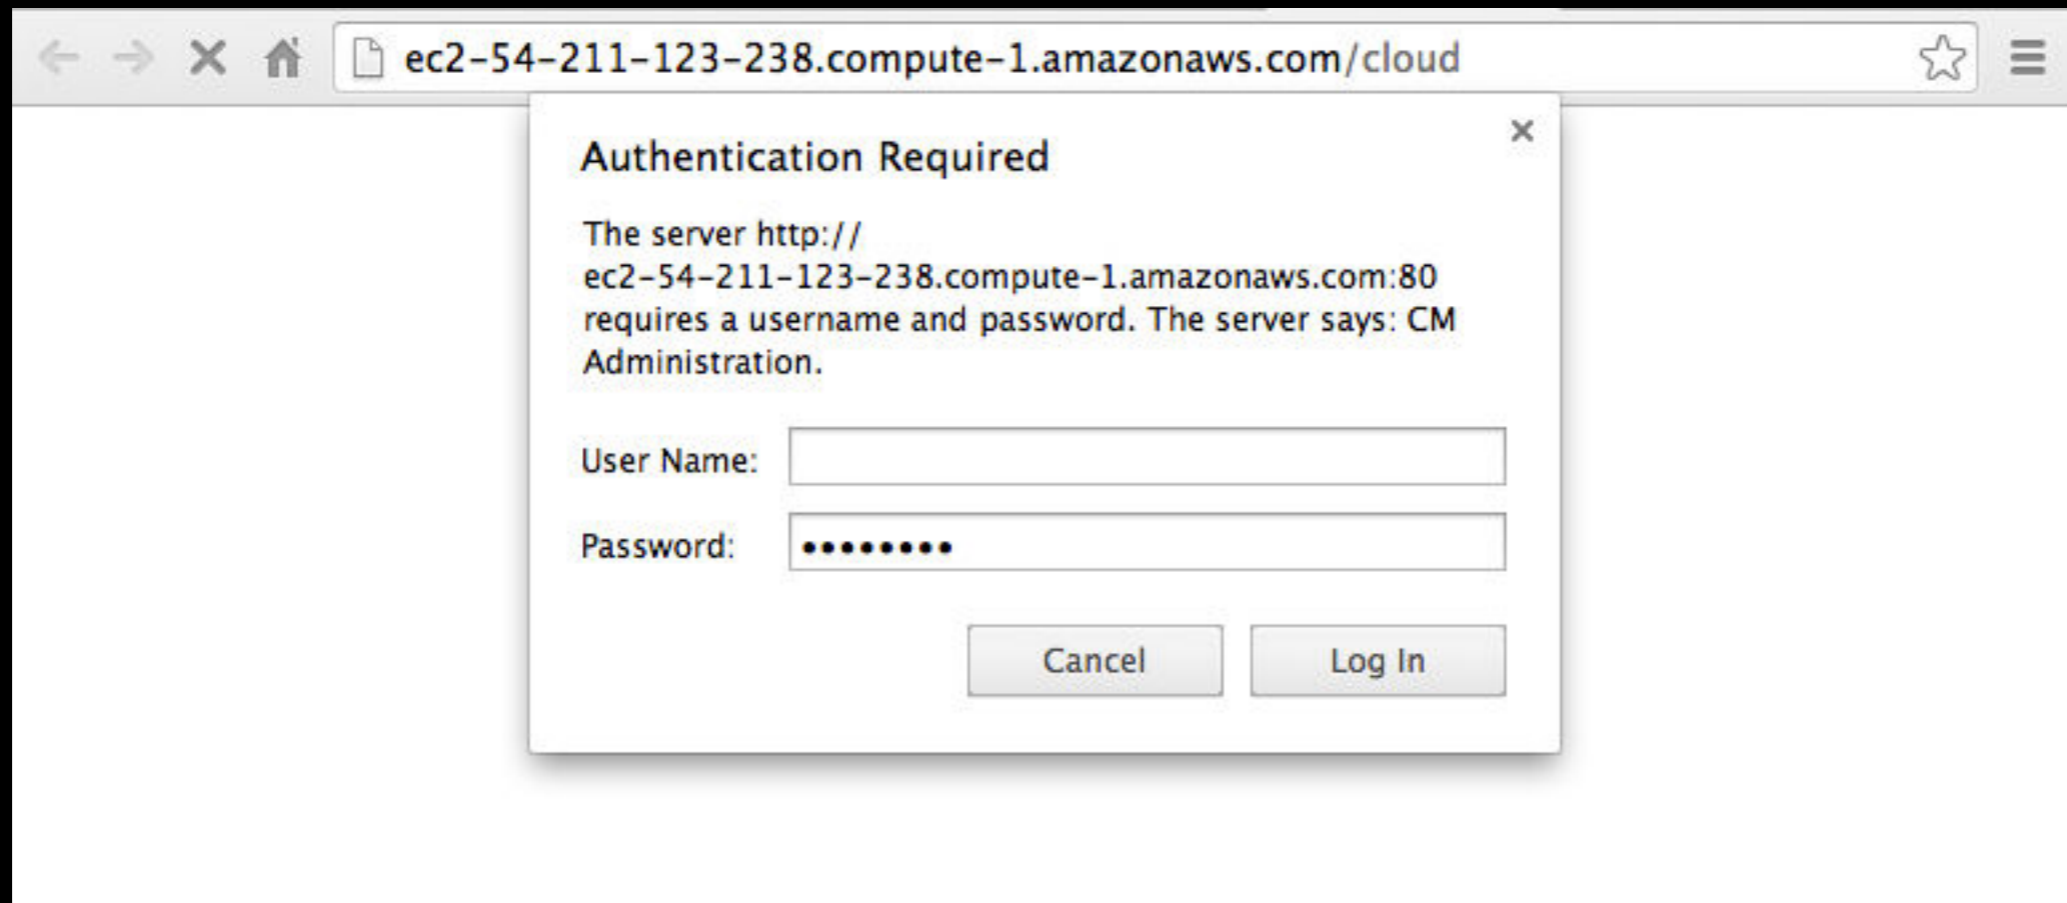 ec2-54-211-123-238.compute-1.amazonaws.com/cloud
Authentication Required
The server http://
ec2-54-211-123-238.compute-1.amazonaws.com:80
requires a username and password. The server says: CM
Administration.
User Name:
Password: ••••••••
Cancel Log In